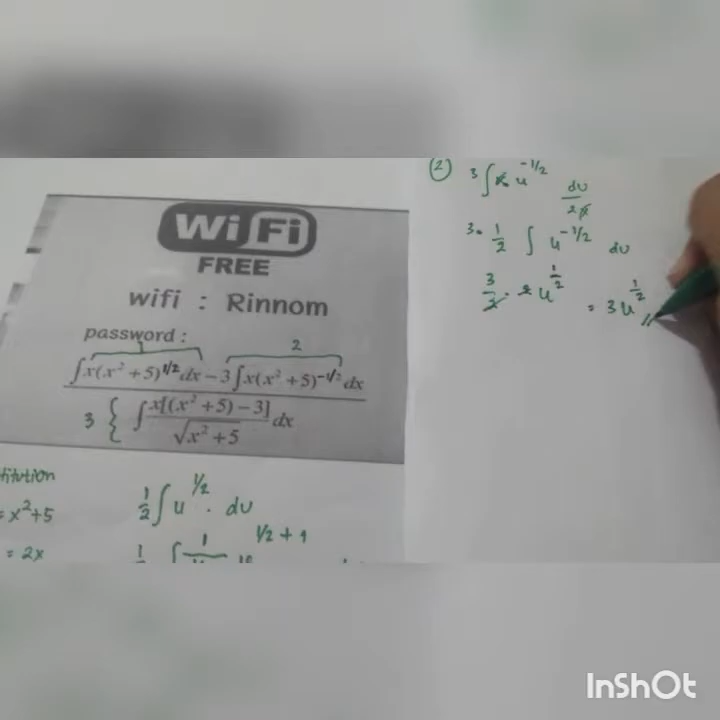 WiFi
FREE
wifi : Rinnom
password :
1 2
∫x(x² + 5)^1/2 dx − 3∫x(x² + 5)^−1/2 dx
3 { ∫ x[(x² + 5) − 3] / √x² + 5 dx
= x²+5
= 2x
1/2 ∫ u^1/2 . du
1/2 + 1
② 3∫ x u^-1/2 du/2x
3. 1/2 ∫ u^-1/2 du
3/2 . 2 u^1/2 = 3u^1/2 //
InShOt